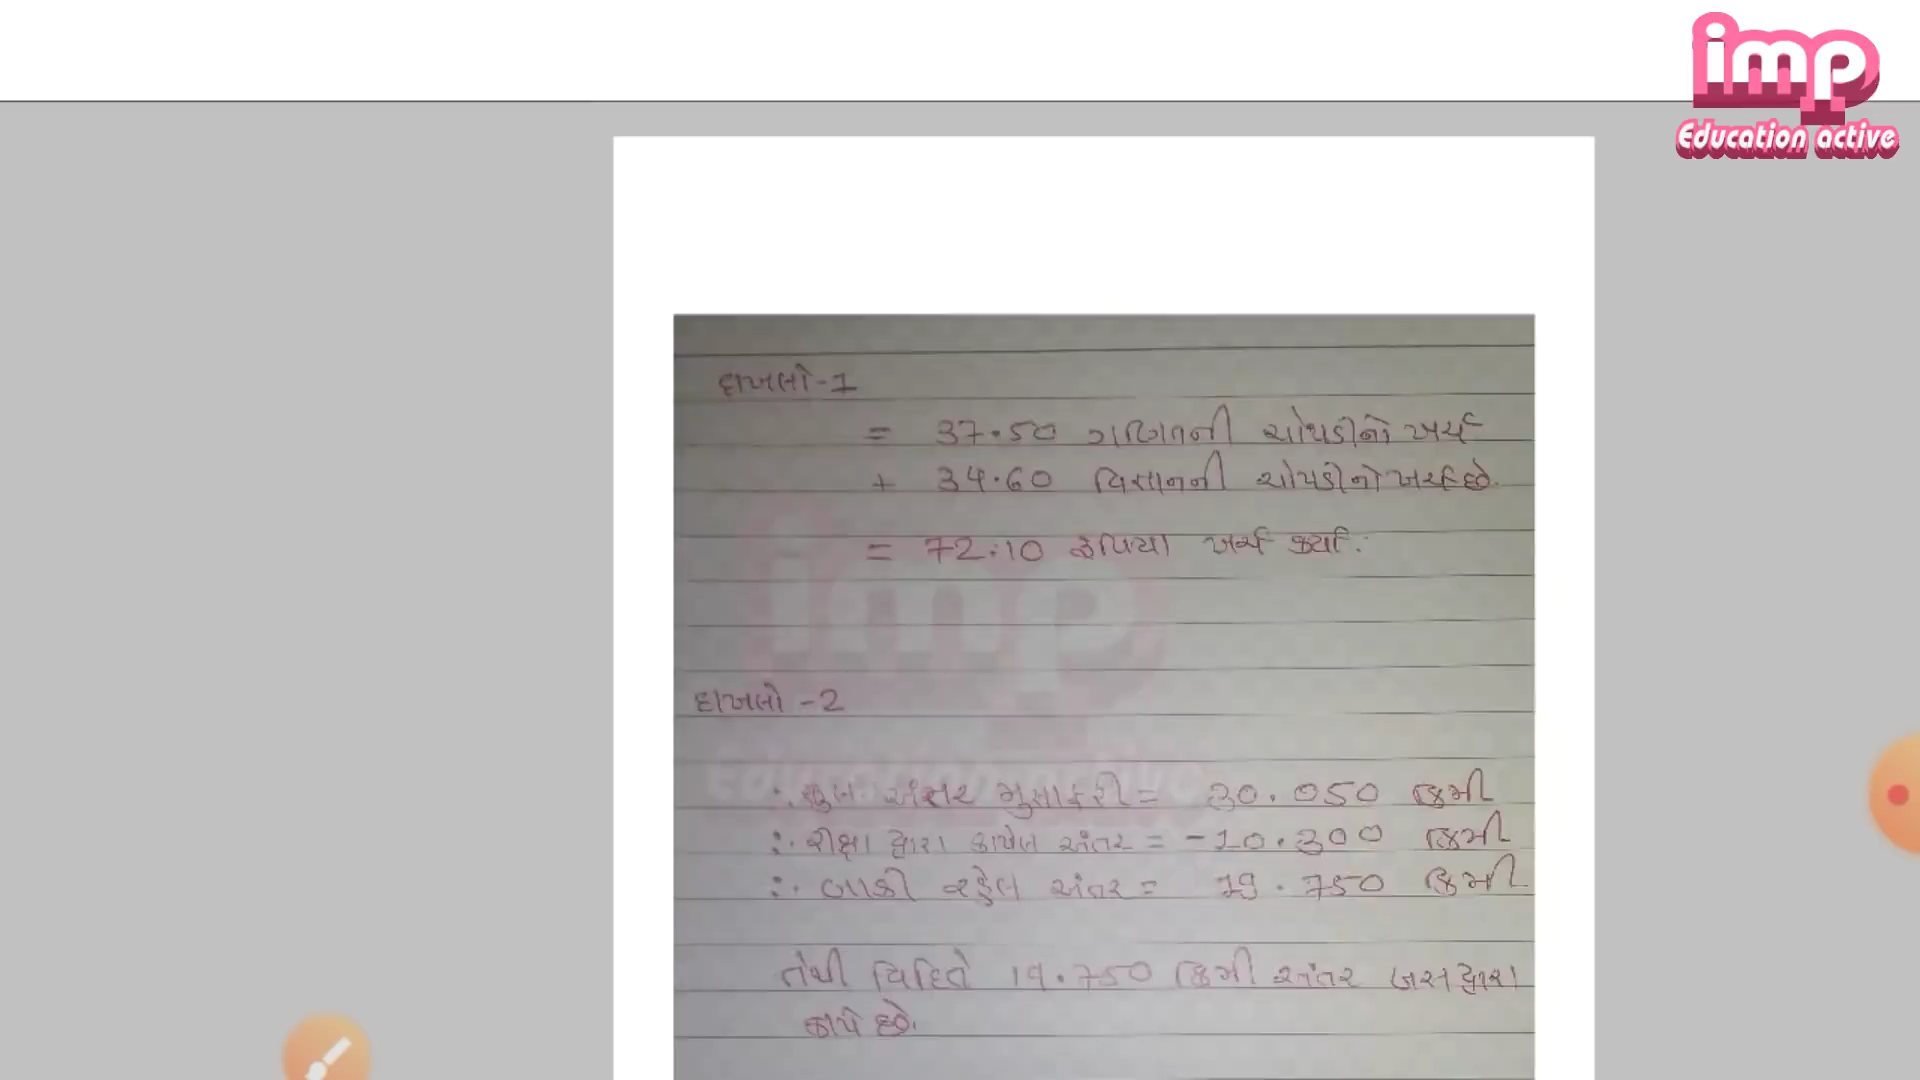 imp
Education active
દાખલો-1
= 37.50 ગણિતની ચોપડીનો ખર્ચ
+ 34.60 વિજ્ઞાનની ચોપડીનો ખર્ચ છે.
= 72.10 રૂપિયા ખર્ચ કર્યો.
દાખલો -2
∴ કુલ અંતર મુસાફરી = 30.050 કિમી
∴ રીક્ષા દ્વારા કાપેલ અંતર = -10.300 કિમી
∴ બાકી રહેલ અંતર = 19.750 કિમી
તેથી વિદિતે 19.750 કિમી અંતર બસ દ્વારા
કાપે છે.